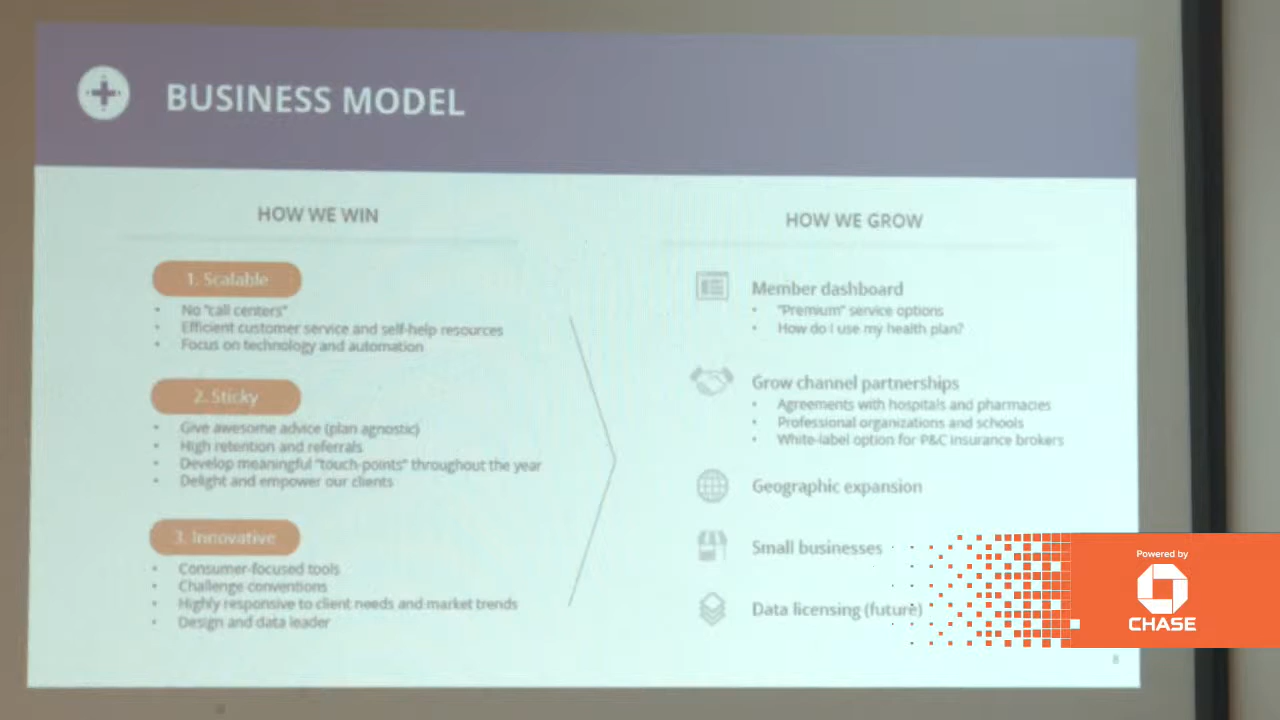 BUSINESS MODEL
HOW WE WIN
1. Scalable
No "call centers"
Efficient customer service and self-help resources
Focus on technology and automation
2. Sticky
Give awesome advice (plan agnostic)
High retention and referrals
Develop meaningful "touch-points" throughout the year
Delight and empower our clients
3. Innovative
Consumer-focused tools
Challenge conventions
Highly responsive to client needs and market trends
Design and data leader
HOW WE GROW
Member dashboard
"Premium" service options
How do I use my health plan?
Grow channel partnerships
Agreements with hospitals and pharmacies
Professional organizations and schools
White-label option for P&C insurance brokers
Geographic expansion
Small businesses
Data licensing (future)
8
Powered by
CHASE